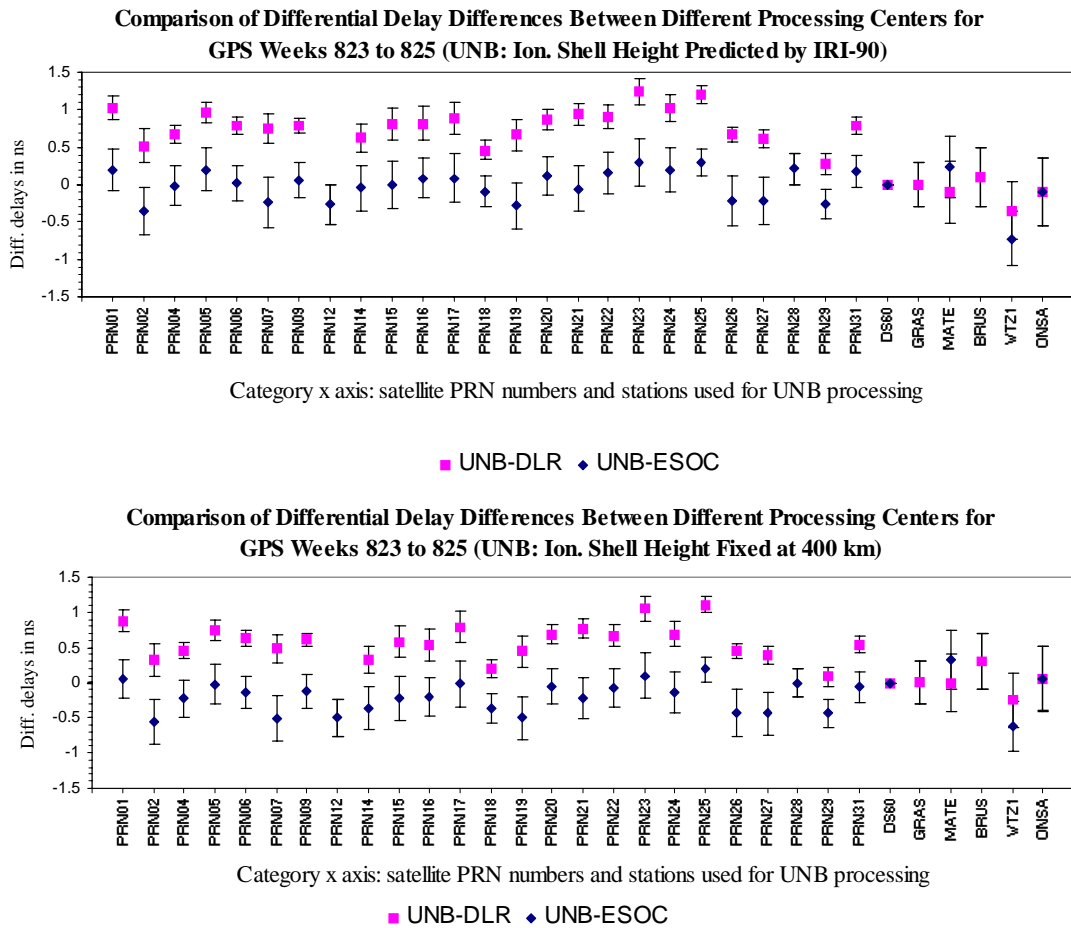 Comparison of Differential Delay Differences Between Different Processing Centers for
GPS Weeks 823 to 825 (UNB: Ion. Shell Height Predicted by IRI-90)
Diff. delays in ns
1.5
1
0.5
0
-0.5
-1
-1.5
PRN01 PRN02 PRN04 PRN05 PRN06 PRN07 PRN09 PRN12 PRN14 PRN15 PRN16 PRN17 PRN18 PRN19 PRN20 PRN21 PRN22 PRN23 PRN24 PRN25 PRN26 PRN27 PRN28 PRN29 PRN31 DS60 GRAS MATE BRUS WTZ1 ONSA
Category x axis: satellite PRN numbers and stations used for UNB processing
UNB-DLR UNB-ESOC
Comparison of Differential Delay Differences Between Different Processing Centers for
GPS Weeks 823 to 825 (UNB: Ion. Shell Height Fixed at 400 km)
Diff. delays in ns
1.5
1
0.5
0
-0.5
-1
-1.5
PRN01 PRN02 PRN04 PRN05 PRN06 PRN07 PRN09 PRN12 PRN14 PRN15 PRN16 PRN17 PRN18 PRN19 PRN20 PRN21 PRN22 PRN23 PRN24 PRN25 PRN26 PRN27 PRN28 PRN29 PRN31 DS60 GRAS MATE BRUS WTZ1 ONSA
Category x axis: satellite PRN numbers and stations used for UNB processing
UNB-DLR UNB-ESOC